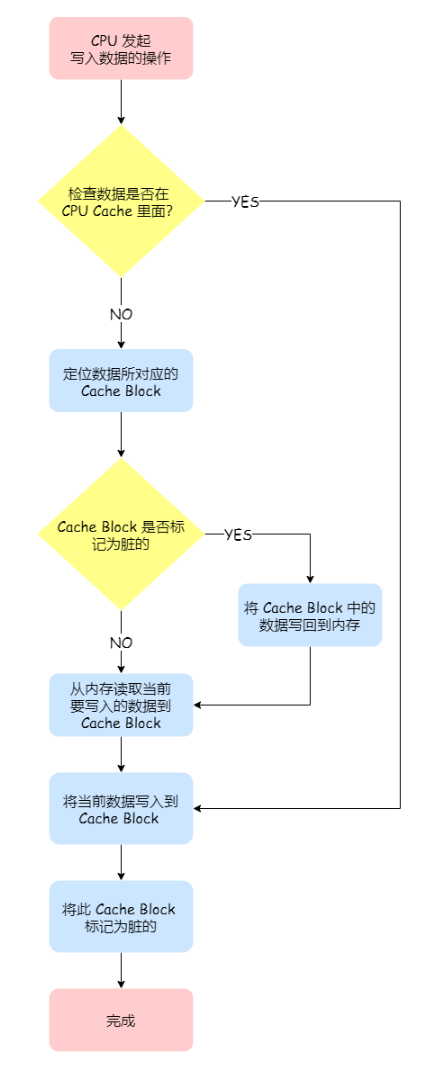 CPU 发起
写入数据的操作
检查数据是否在
CPU Cache 里面?
YES
NO
定位数据所对应的
Cache Block
Cache Block 是否标
记为脏的
YES
将 Cache Block 中的
数据写回到内存
NO
从内存读取当前
要写入的数据到
Cache Block
将当前数据写入到
Cache Block
将此 Cache Block
标记为脏的
完成